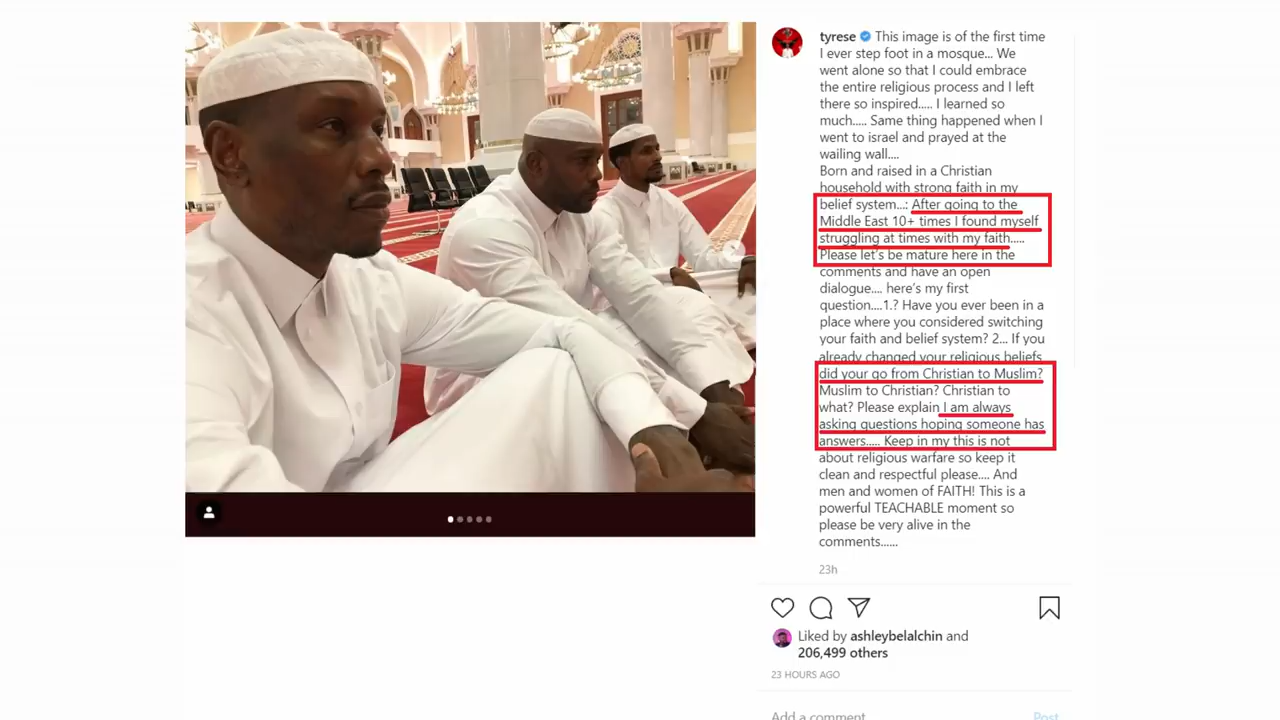 tyrese This image is of the first time
I ever step foot in a mosque... We
went alone so that I could embrace
the entire religious process and I left
there so inspired..... I learned so
much..... Same thing happened when I
went to israel and prayed at the
wailing wall....
Born and raised in a Christian
household with strong faith in my
belief system...: After going to the
Middle East 10+ times I found myself
struggling at times with my faith.....
Please let's be mature here in the
comments and have an open
dialogue.... here's my first
question....1.? Have you ever been in a
place where you considered switching
your faith and belief system? 2... If you
already changed your religious beliefs
did your go from Christian to Muslim?
Muslim to Christian? Christian to
what? Please explain I am always
asking questions hoping someone has
answers..... Keep in my this is not
about religious warfare so keep it
clean and respectful please.... And
men and women of FAITH! This is a
powerful TEACHABLE moment so
please be very alive in the
comments......
23h
Liked by ashleybelalchin and
206,499 others
23 HOURS AGO
Add a comment
Post